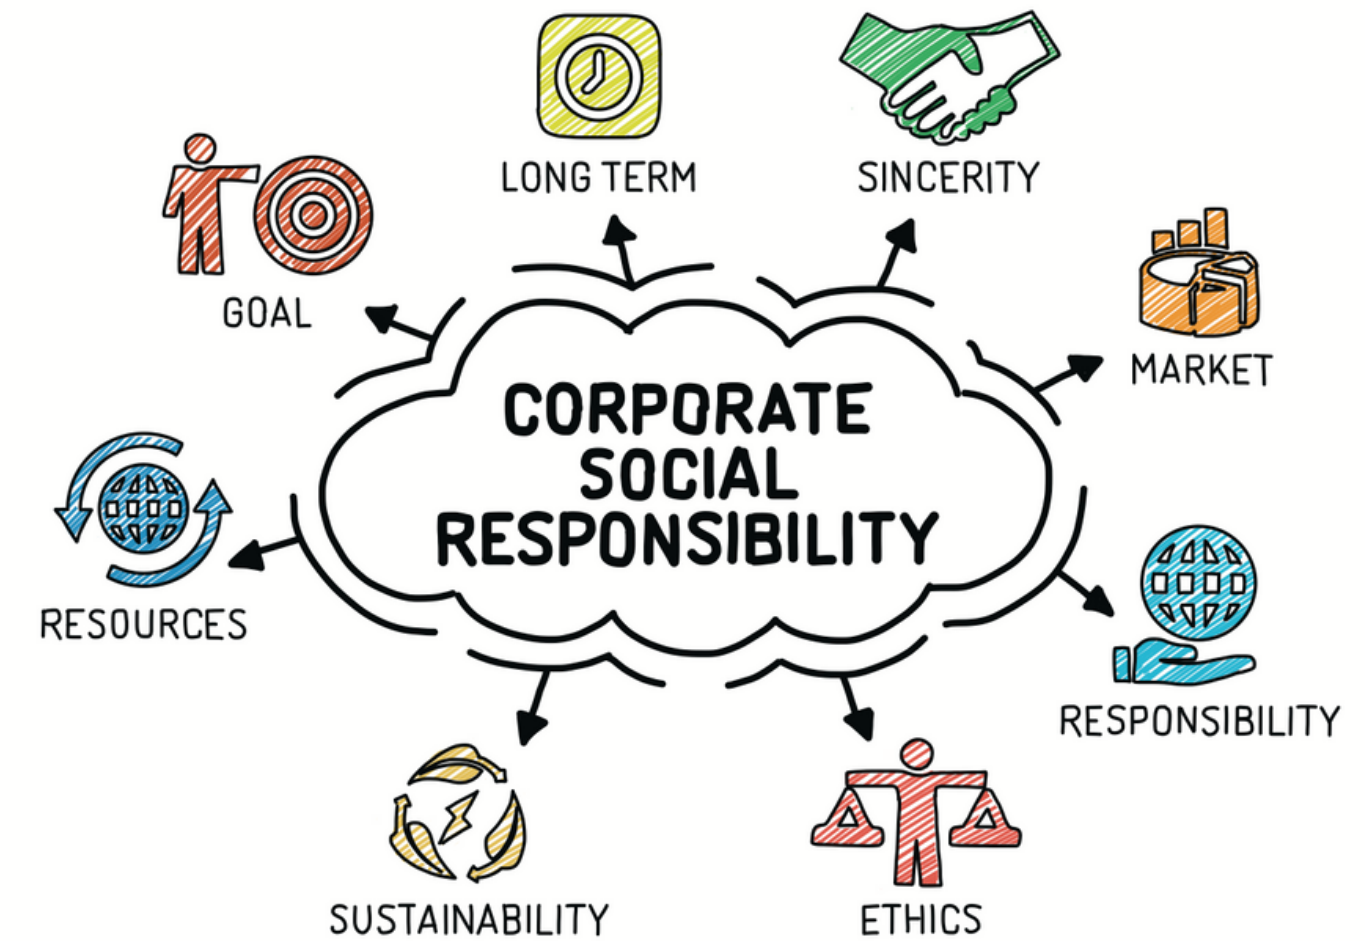 LONG TERM
SINCERITY
GOAL
MARKET
CORPORATE
SOCIAL
RESPONSIBILITY
RESOURCES
RESPONSIBILITY
SUSTAINABILITY
ETHICS